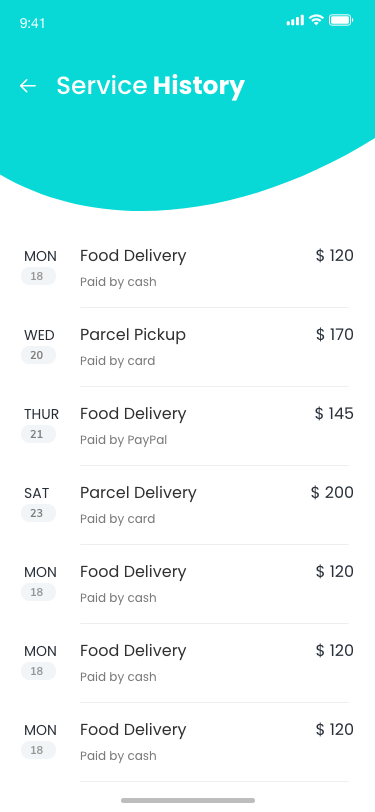 9:41
Service History
MON Food Delivery $ 120
18 Paid by cash
WED Parcel Pickup $ 170
20 Paid by card
THUR Food Delivery $ 145
21 Paid by PayPal
SAT Parcel Delivery $ 200
23 Paid by card
MON Food Delivery $ 120
18 Paid by cash
MON Food Delivery $ 120
18 Paid by cash
MON Food Delivery $ 120
18 Paid by cash